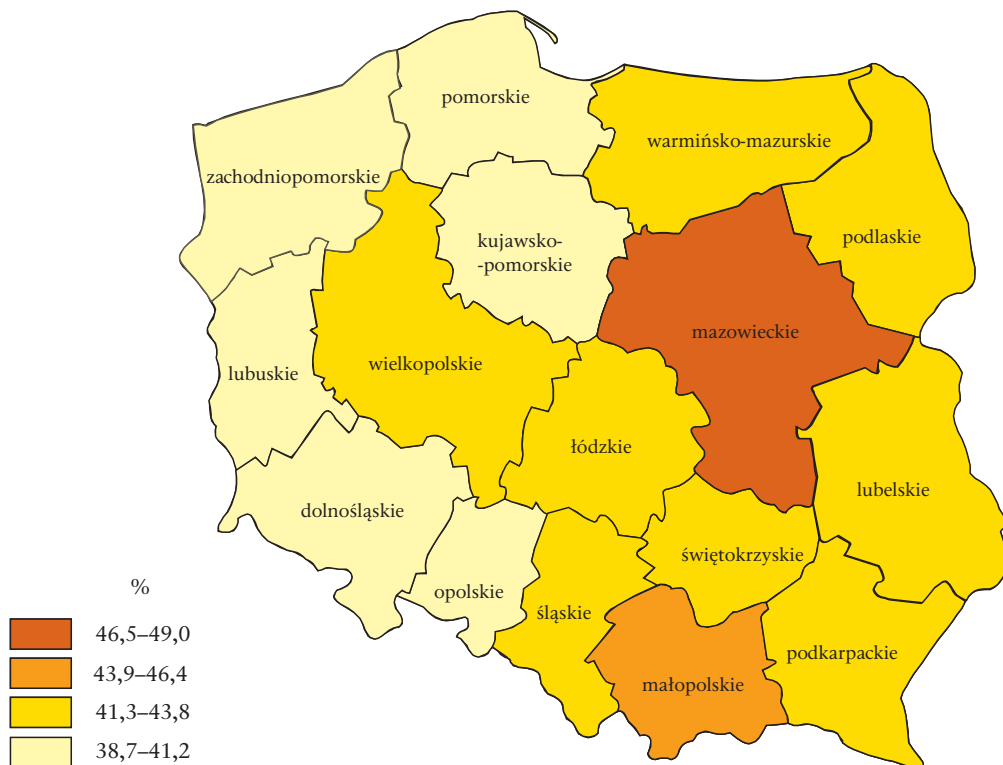 pomorskie
warmińsko-mazurskie
zachodniopomorskie
podlaskie
kujawsko-
-pomorskie
mazowieckie
wielkopolskie
lubuskie
łódzkie
lubelskie
dolnośląskie
świętokrzyskie
opolskie
śląskie
podkarpackie
małopolskie
%
46,5–49,0
43,9–46,4
41,3–43,8
38,7–41,2